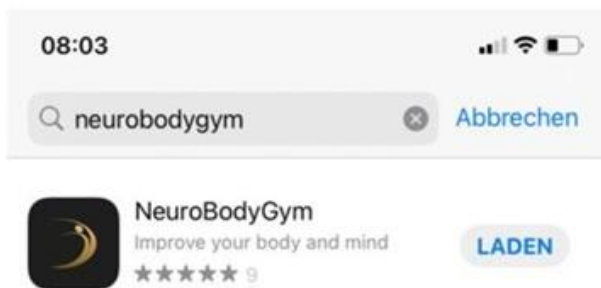 08:03
neurobodygym
Abbrechen
NeuroBodyGym
Improve your body and mind
LADEN
9